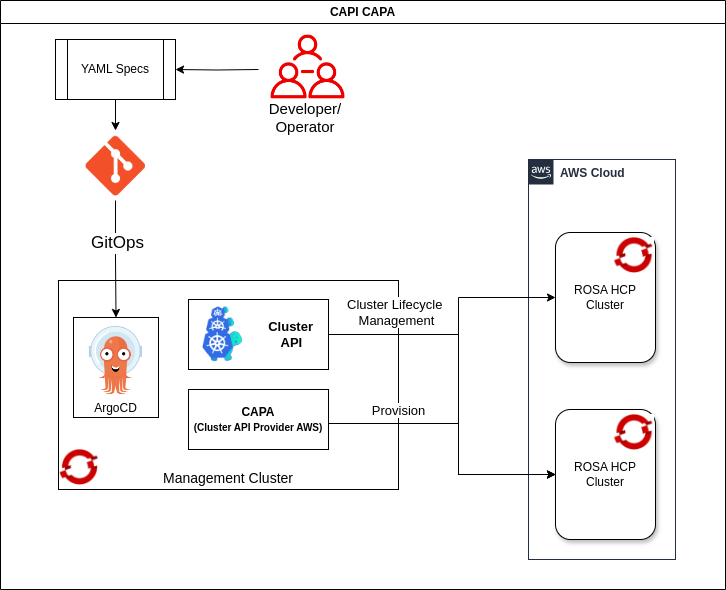 CAPI CAPA
YAML Specs
Developer/
Operator
GitOps
aws
AWS Cloud
ROSA HCP
Cluster
Cluster Lifecycle
Management
Cluster
API
ArgoCD
CAPA
(Cluster API Provider AWS)
Provision
ROSA HCP
Cluster
Management Cluster